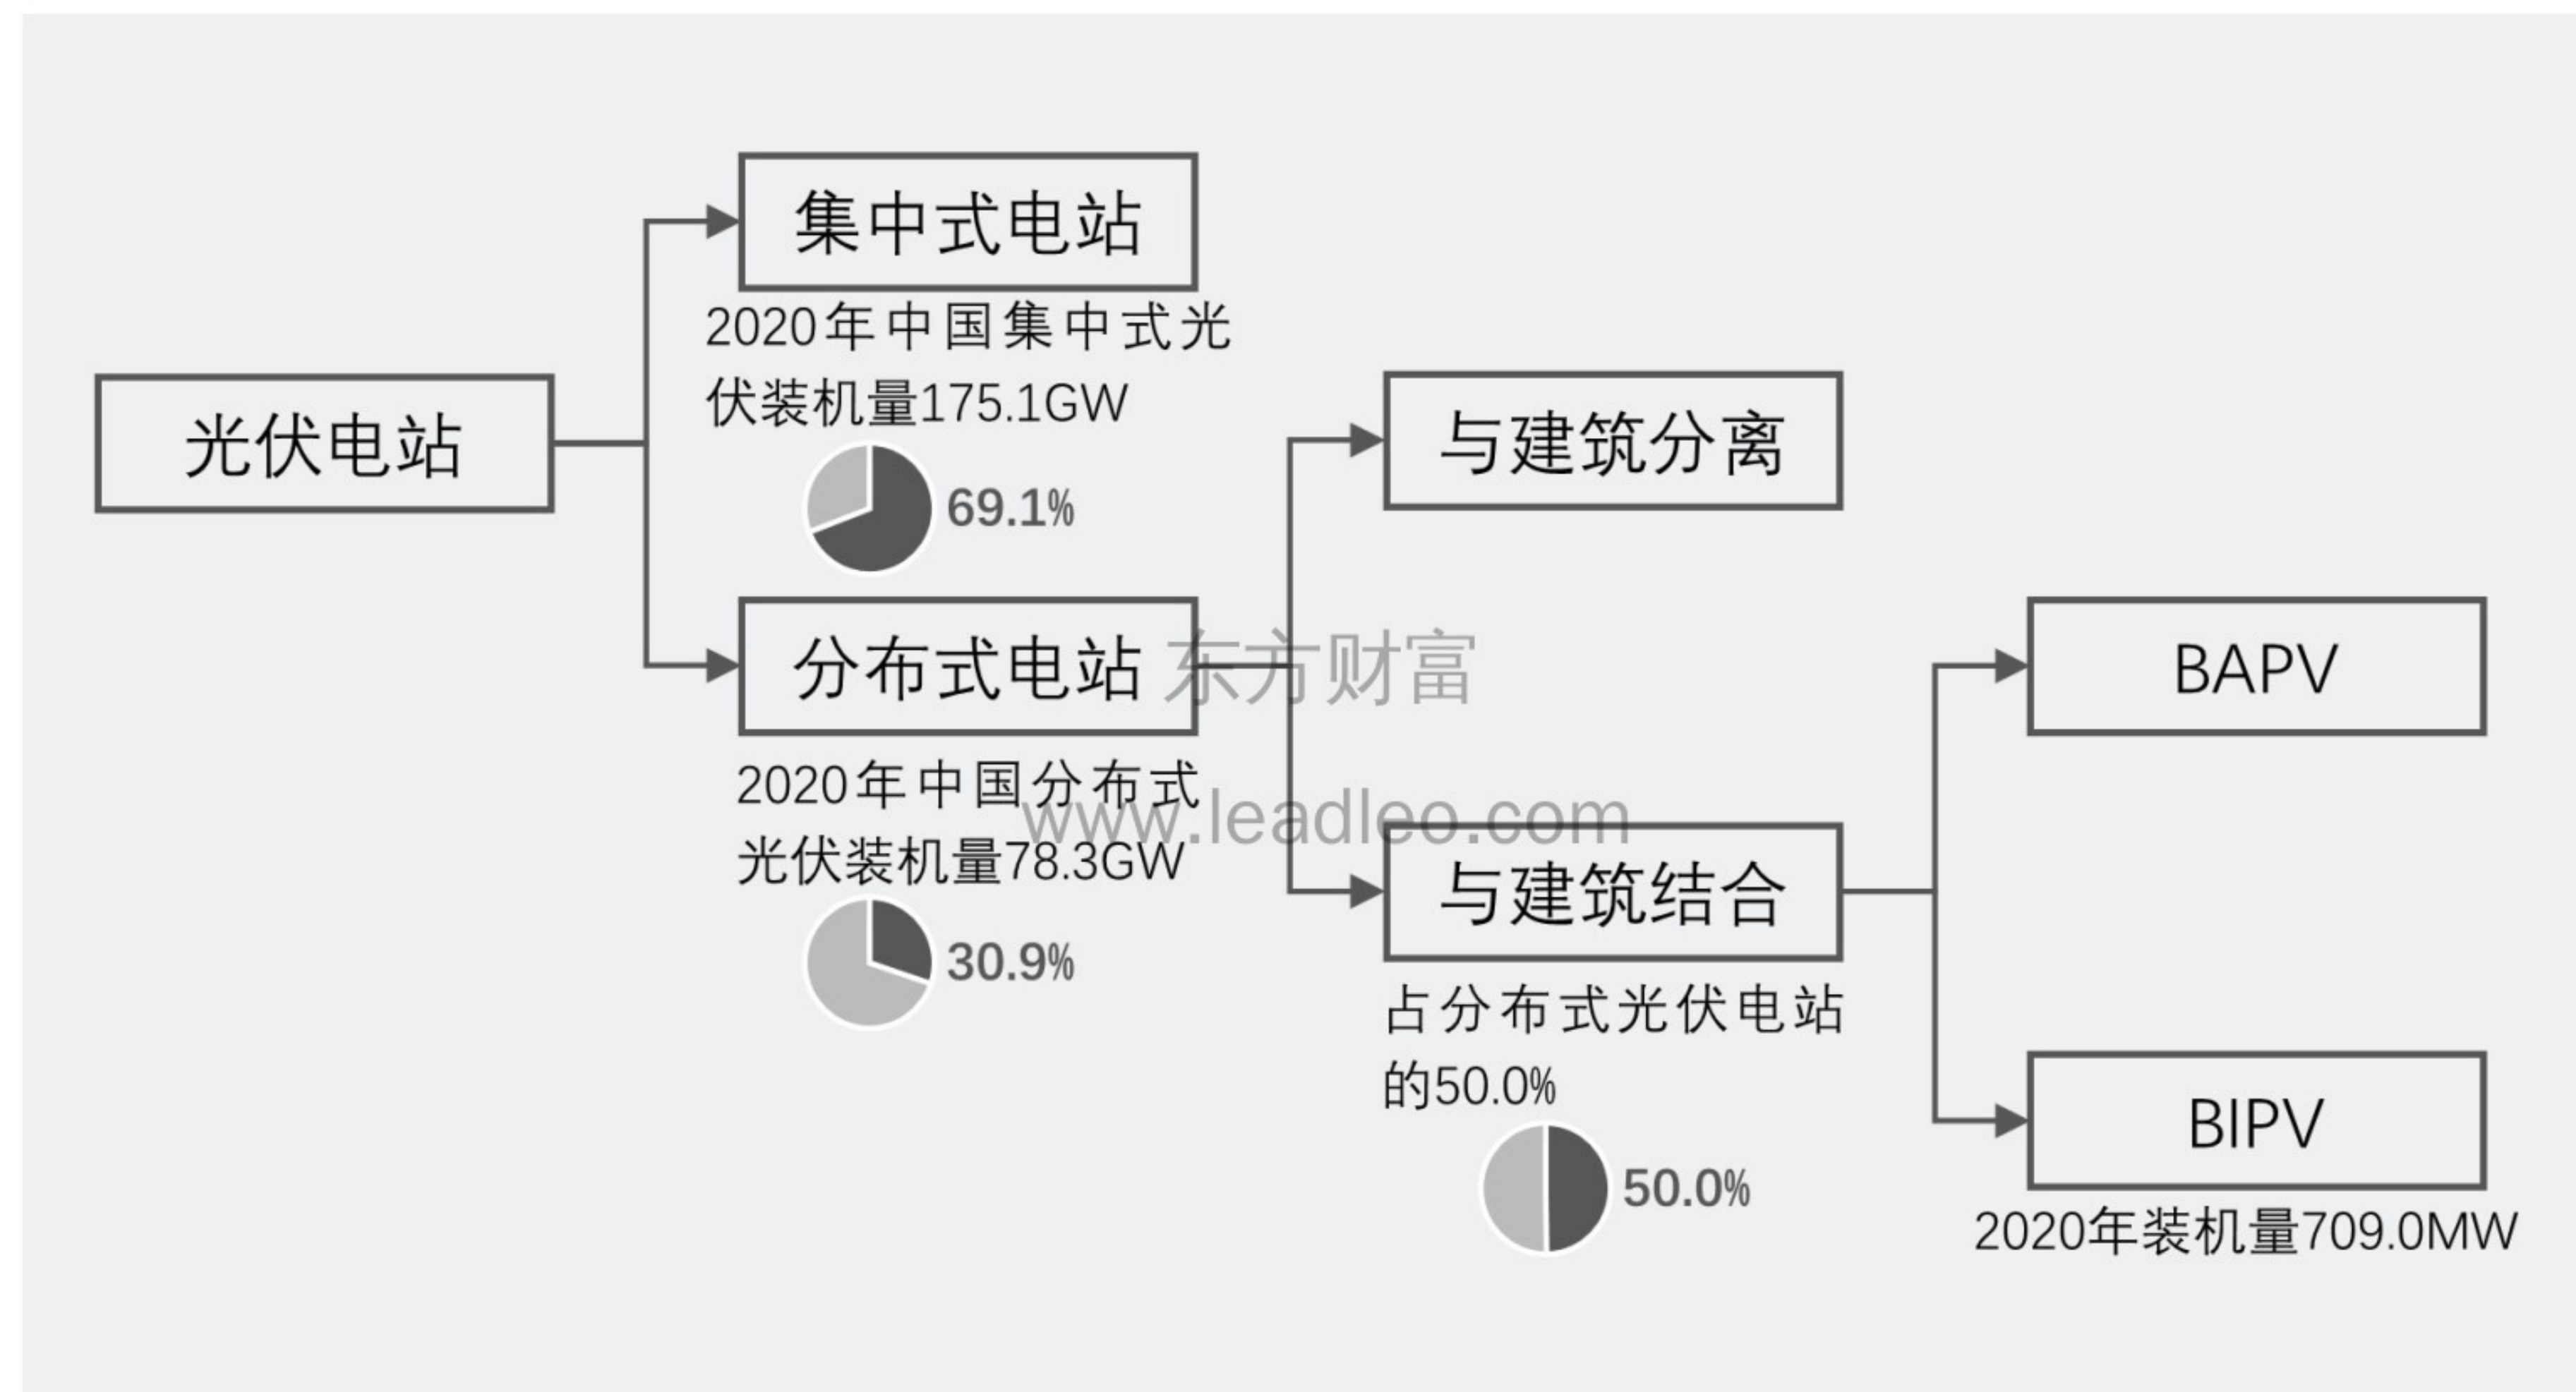 光伏电站
集中式电站
2020年中国集中式光
伏装机量175.1GW
69.1%
分布式电站
2020年中国分布式
光伏装机量78.3GW
30.9%
东方财富
www.leadleo.com
与建筑分离
与建筑结合
占分布式光伏电站
的50.0%
50.0%
BAPV
BIPV
2020年装机量709.0MW